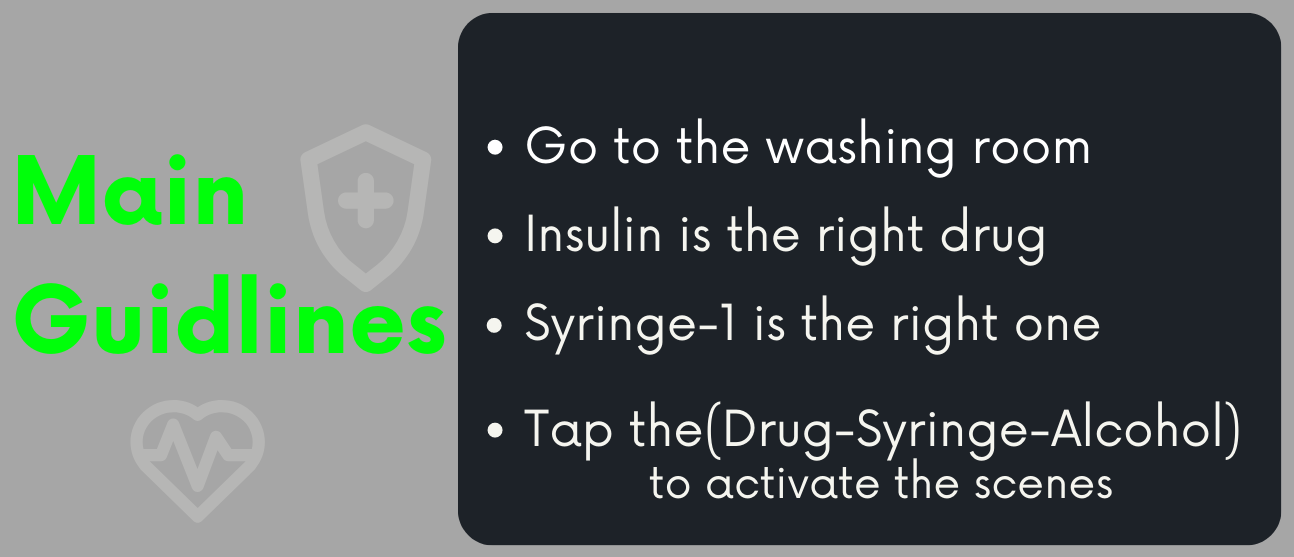 Main
Guidlines
• Go to the washing room
• Insulin is the right drug
• Syringe-1 is the right one
• Tap the(Drug-Syringe-Alcohol)
to activate the scenes